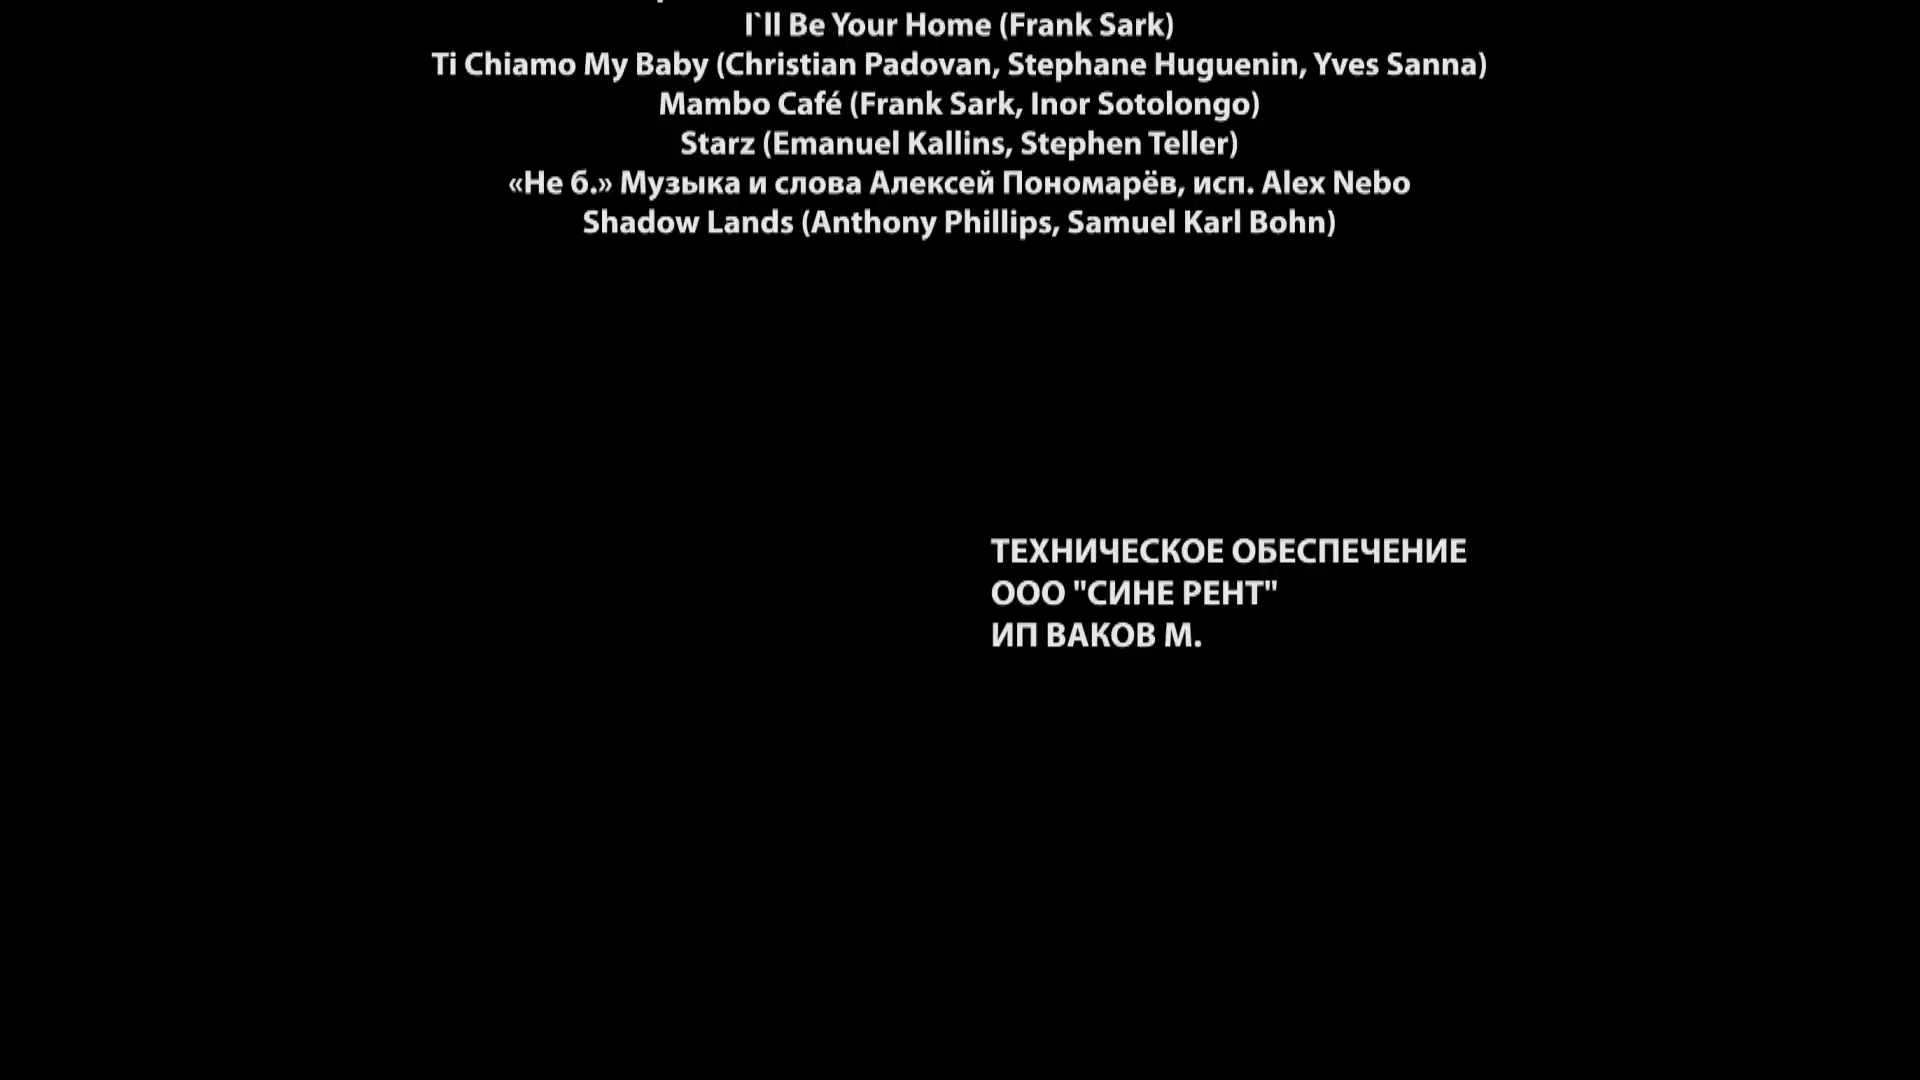 I`ll Be Your Home (Frank Sark)
Ti Chiamo My Baby (Christian Padovan, Stephane Huguenin, Yves Sanna)
Mambo Café (Frank Sark, Inor Sotolongo)
Starz (Emanuel Kallins, Stephen Teller)
«Не б.» Музыка и слова Алексей Пономарёв, исп. Alex Nebo
Shadow Lands (Anthony Phillips, Samuel Karl Bohn)
ТЕХНИЧЕСКОЕ ОБЕСПЕЧЕНИЕ
ООО "СИНЕ РЕНТ"
ИП ВАКОВ М.